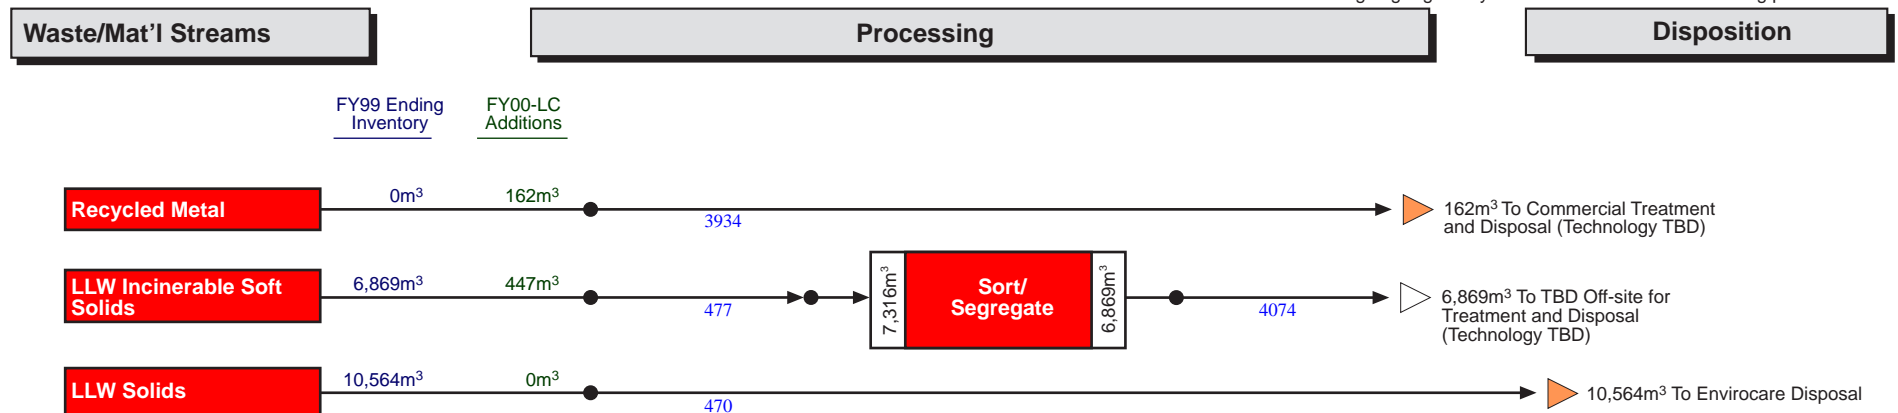 Waste/Mat’l Streams
Processing
Disposition
FY99 Ending
Inventory
FY00-LC
Additions
Recycled Metal
0m³
162m³
3934
162m³ To Commercial Treatment
and Disposal (Technology TBD)
LLW Incinerable Soft
Solids
6,869m³
447m³
477
7,316m³
Sort/
Segregate
6,869m³
4074
6,869m³ To TBD Off-site for
Treatment and Disposal
(Technology TBD)
LLW Solids
10,564m³
0m³
470
10,564m³ To Envirocare Disposal